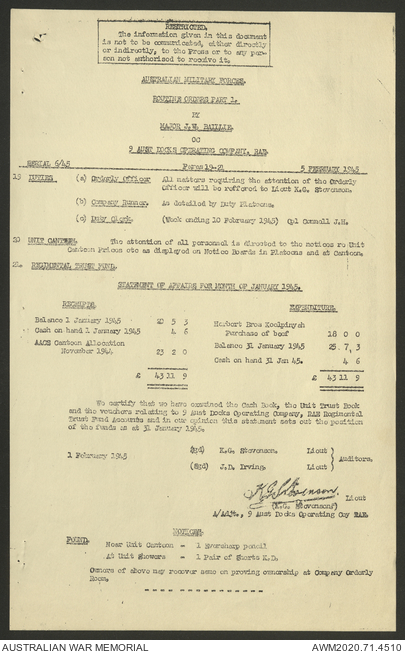 RESTRICTED.
The information given in this document
is not to be communicated, either directly
or indirectly, to the Press or to any per-
son not authorised to receive it.
AUSTRALIAN MILITARY FORCES.
ROUTINE ORDERS PART 1.
BY
MAJOR J.W. BAILLIE.
OC
9 AUST DOCKS OPERATING COMPANY, RAE.
SERIAL 6/45 Paras 19-21 5 FEBRUARY 1945
19 DUTIES. (a) Orderly Officer All matters requiring the attention of the Orderly
Officer will be reffered to Lieut K.G. Stevenson.
(b) Company Runner. As detailed by Duty Platoons.
(c) Duty Clerk. (Week ending 10 February 1945) Cpl Connell J.H.
20 UNIT CANTEEN. The attention of all personnel is directed to the notices re Unit
Canteen Prices etc as displayed on Notice Boards in Platoons and at Canteen.
21. REGIMENTAL TRUST FUND.
STATEMENT OF AFFAIRS FOR MONTH OF JANUARY 1945.
RECEIPTS. EXPENDITURE.
Balance 1 January 1945 20 5 3
Cash on hand 1 January 1945 4 6
AACS Canteen Allocation
November 1944 23 2 0
£ 43 11 9
Herbert Bros Koolpinyah
Purchase of beef 18 0 0
Balance 31 January 1945 25. 7. 3
Cash on hand 31 Jan 45. 4 6
£ 43 11 9
We certify that we have examined the Cash Book, the Unit Trust Book
and the vouchers relating to 9 Aust Docks Operating Company, RAE Regimental
Trust Fund Accounts and in our opinion this statement sets out the position
of the funds as at 31 January 1945.
1 February 1945 (Sgd) K.G. Stevenson. Lieut )
) Auditors.
(Sgd) J.D. Irving. Lieut )
K G Stevenson Lieut
(K.G. Stevenson)
A/Adjt., 9 Aust Docks Operating Coy RAE.
NOTICES.
FOUND. Near Unit Canteen - 1 Eversharp pencil
At Unit Showers - 1 Pair of Shorts K.D.
Owners of above may recover same on proving ownership at Company Orderly
Room.
AUSTRALIAN WAR MEMORIAL AWM2020.71.4510